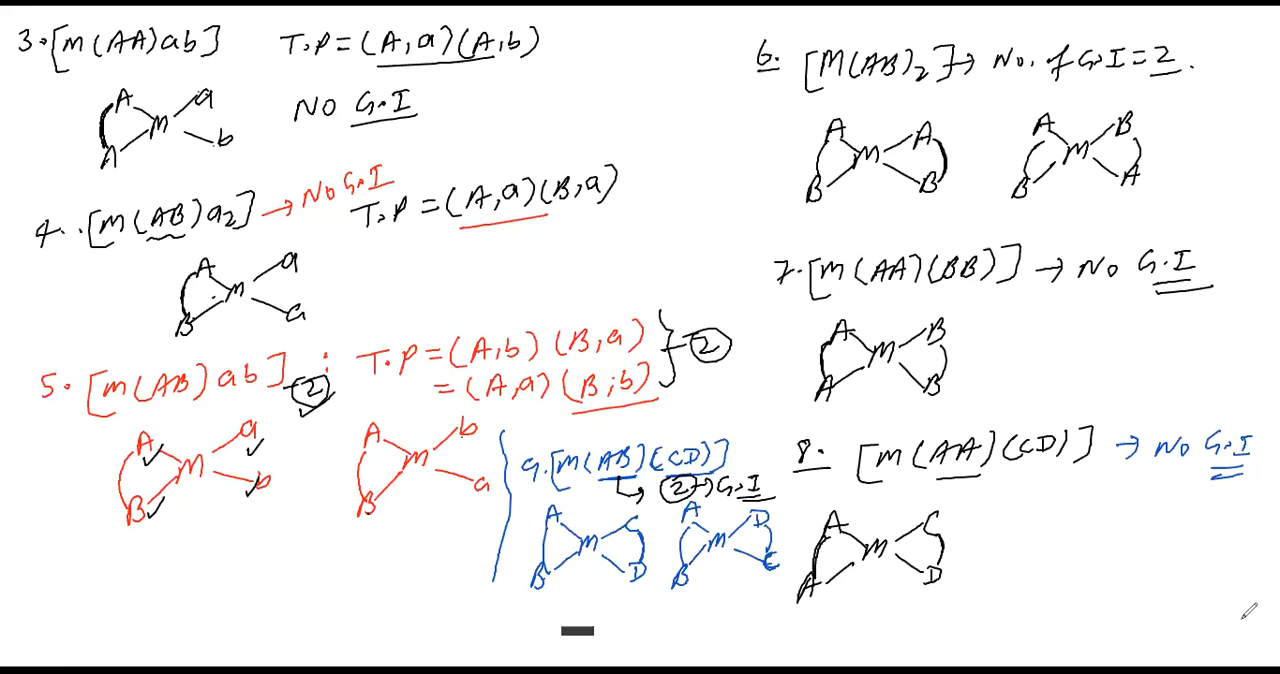 3. [M(AA)ab] T.P = (A,a)(A,b)
A M a
A b
NO G.I
4. [M(AB)a2] → NO G.I T.P = (A,a)(B,a)
A M a
B a
5. [M(AB)ab] : T.P = (A,b)(B,a)
= (A,a)(B,b) } → 2
2
A M a
B b
A M b
B a
9. [M(AB)(CD)]
↳ 2 → G.I
A M C
B D
A M D
B C
6. [M(AB)2] → No. of G.I = 2.
A M A
B B
A M B
B A
7. [M(AA)(BB)] → NO G.I
A M B
A B
8. [M(AA)(CD)] → NO G.I
A M C
A D